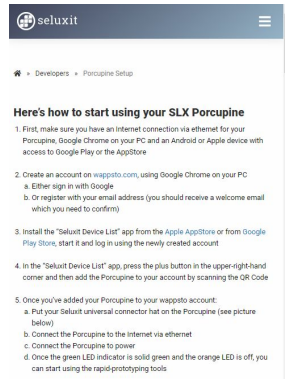 seluxit
» Developers » Porcupine Setup
Here's how to start using your SLX Porcupine
1. First, make sure you have an Internet connection via ethernet for your
Porcupine, Google Chrome on your PC and an Android or Apple device with
access to Google Play or the AppStore
2. Create an account on wappsto.com, using Google Chrome on your PC
a. Either sign in with Google
b. Or register with your email address (you should receive a welcome email
which you need to confirm)
3. Install the "Seluxit Device List" app from the Apple AppStore or from Google
Play Store, start it and log in using the newly created account
4. In the "Seluxit Device List" app, press the plus button in the upper-right-hand
corner and then add the Porcupine to your account by scanning the QR Code
5. Once you've added your Porcupine to your wappsto account:
a. Put your Seluxit universal connector hat on the Porcupine (see picture
below)
b. Connect the Porcupine to the Internet via ethernet
c. Connect the Porcupine to power
d. Once the green LED indicator is solid green and the orange LED is off, you
can start using the rapid-prototyping tools